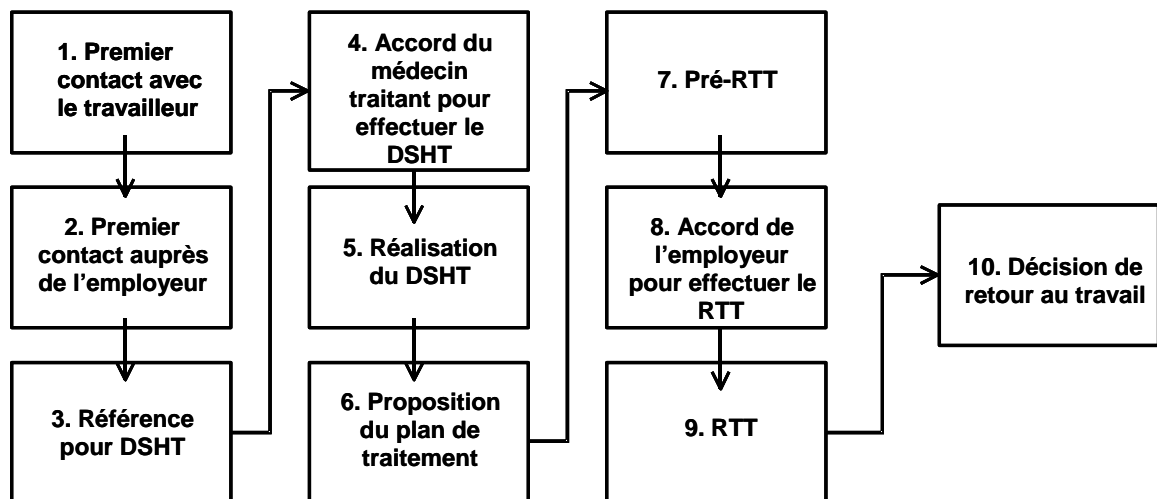 1. Premier
contact avec
le travailleur
2. Premier
contact auprès
de l’employeur
3. Référence
pour DSHT
4. Accord du
médecin
traitant pour
effectuer le
DSHT
5. Réalisation
du DSHT
6. Proposition
du plan de
traitement
7. Pré-RTT
8. Accord de
l’employeur
pour effectuer le
RTT
9. RTT
10. Décision de
retour au travail